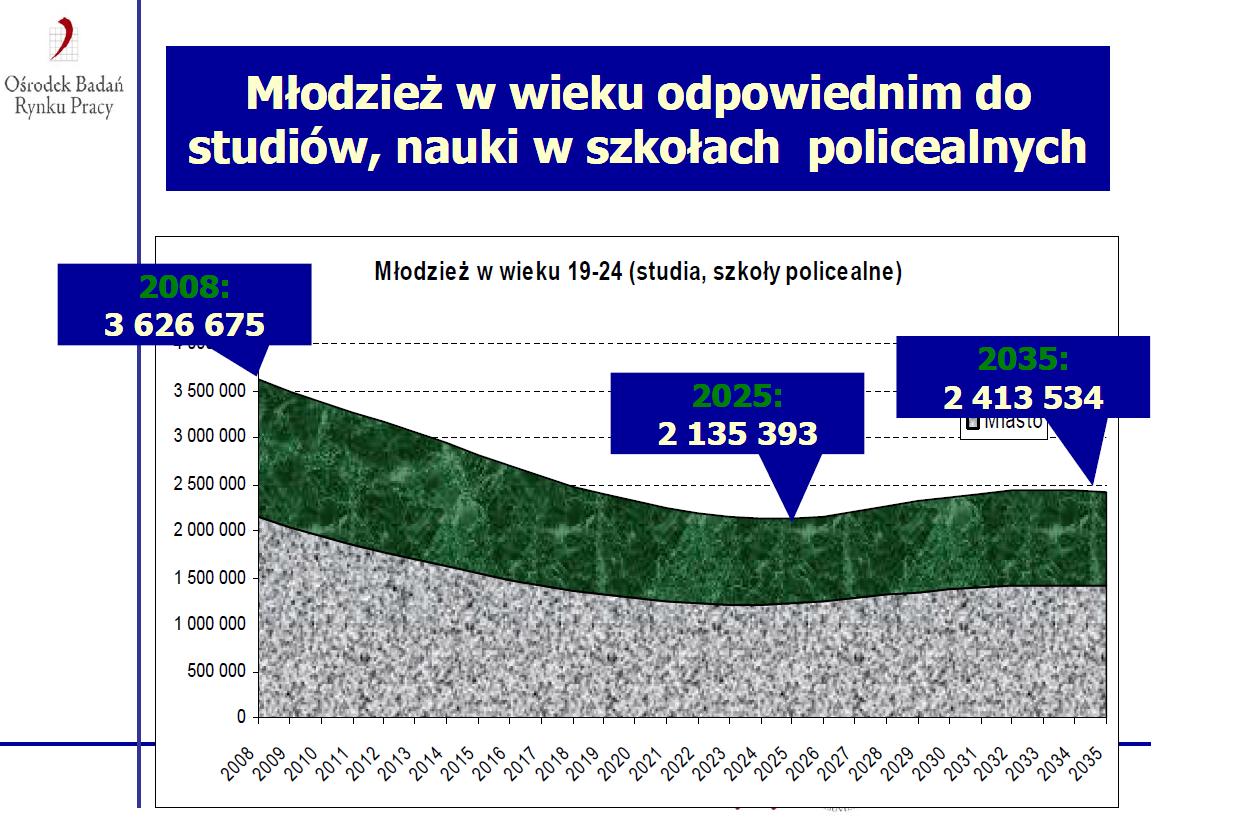 Ośrodek Badań
Rynku Pracy
Młodzież w wieku odpowiednim do
studiów, nauki w szkołach policealnych
Młodzież w wieku 19-24 (studia, szkoły policealne)
2008:
3 626 675
2025:
2 135 393
2035:
2 413 534
Miasto
3 500 000
3 000 000
2 500 000
2 000 000
1 500 000
1 000 000
500 000
0
2008
2009
2010
2011
2012
2013
2014
2015
2016
2017
2018
2019
2020
2021
2022
2023
2024
2025
2026
2027
2028
2029
2030
2031
2032
2033
2034
2035